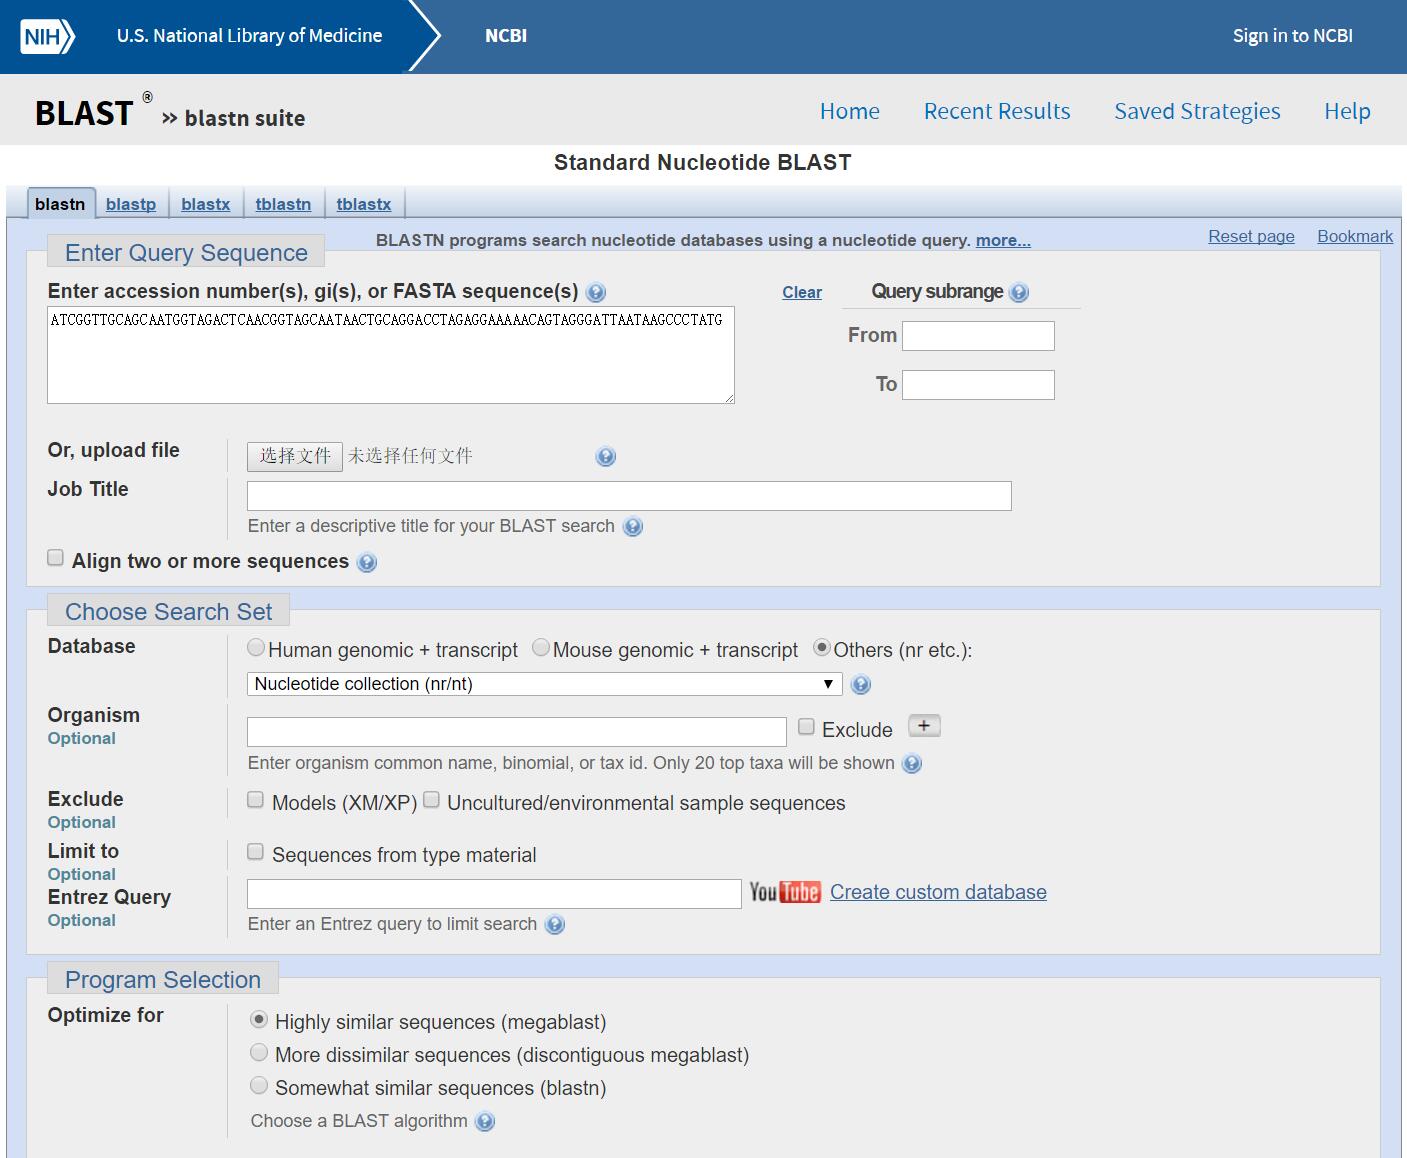 NIH U.S. National Library of Medicine NCBI Sign in to NCBI
BLAST ® » blastn suite Home Recent Results Saved Strategies Help
Standard Nucleotide BLAST
blastn blastp blastx tblastn tblastx
BLASTN programs search nucleotide databases using a nucleotide query. more... Reset page Bookmark
Enter Query Sequence
Enter accession number(s), gi(s), or FASTA sequence(s) Clear Query subrange
ATCGGTTGCAGCAATGGTAGACTCAACGGTAGCAATAACTGCAGGACCTAGAGGAAAAACAGTAGGGATTAATAAGCCCTATG
From
To
Or, upload file 选择文件 未选择任何文件
Job Title
Enter a descriptive title for your BLAST search
Align two or more sequences
Choose Search Set
Database Human genomic + transcript Mouse genomic + transcript Others (nr etc.):
Nucleotide collection (nr/nt)
Organism
Optional
Exclude +
Enter organism common name, binomial, or tax id. Only 20 top taxa will be shown
Exclude
Optional
Models (XM/XP) Uncultured/environmental sample sequences
Limit to
Optional
Sequences from type material
Entrez Query
Optional
YouTube Create custom database
Enter an Entrez query to limit search
Program Selection
Optimize for
Highly similar sequences (megablast)
More dissimilar sequences (discontiguous megablast)
Somewhat similar sequences (blastn)
Choose a BLAST algorithm